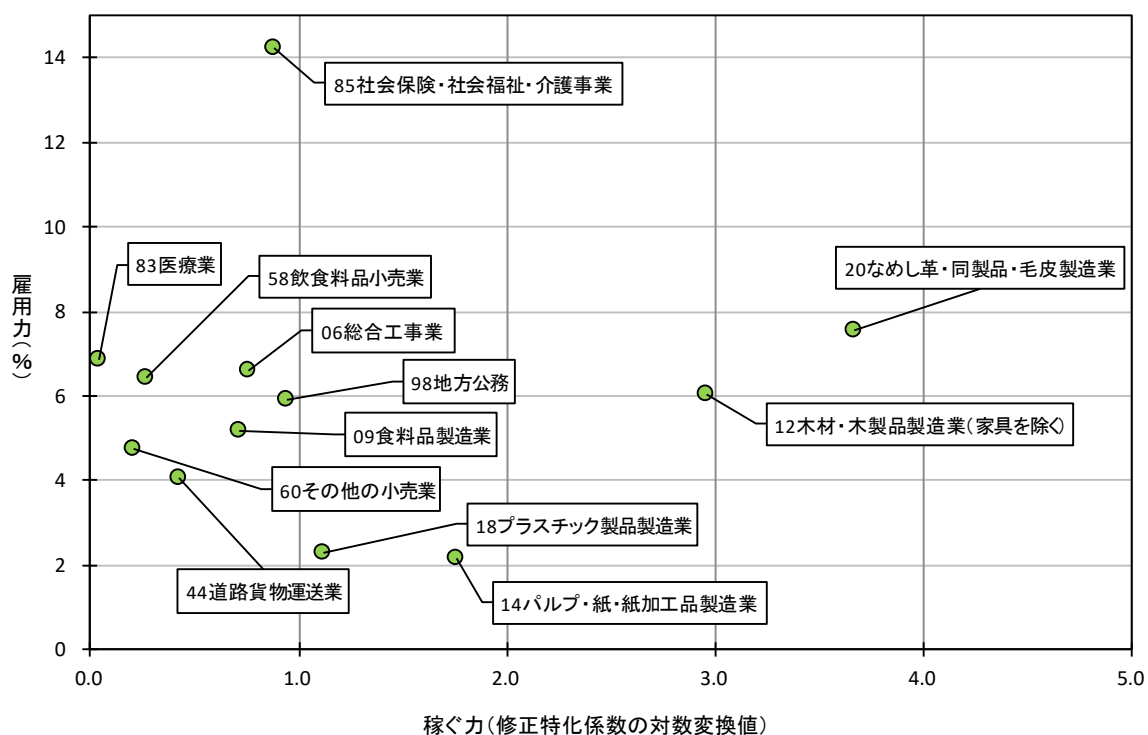 14
12
10
8
6
4
2
0
雇用力(%)
85社会保険・社会福祉・介護事業
83医療業
58飲食料品小売業
20なめし革・同製品・毛皮製造業
06総合工事業
98地方公務
12木材・木製品製造業(家具を除く)
09食料品製造業
60その他の小売業
18プラスチック製品製造業
44道路貨物運送業
14パルプ・紙・紙加工品製造業
0.0 1.0 2.0 3.0 4.0 5.0
稼ぐ力(修正特化係数の対数変換値)